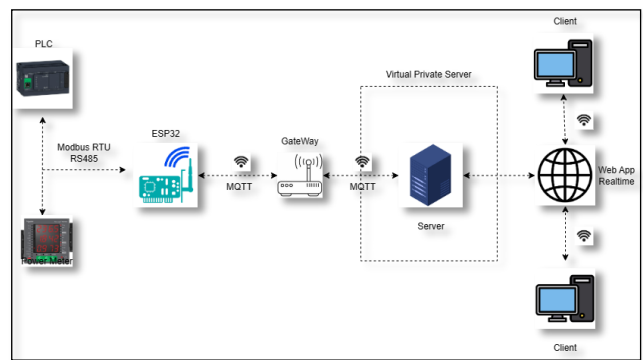 Client
PLC
Virtual Private Server
ESP32
GateWay
Modbus RTU
RS485
MQTT
MQTT
Web App
Realtime
Server
Power Meter
Client